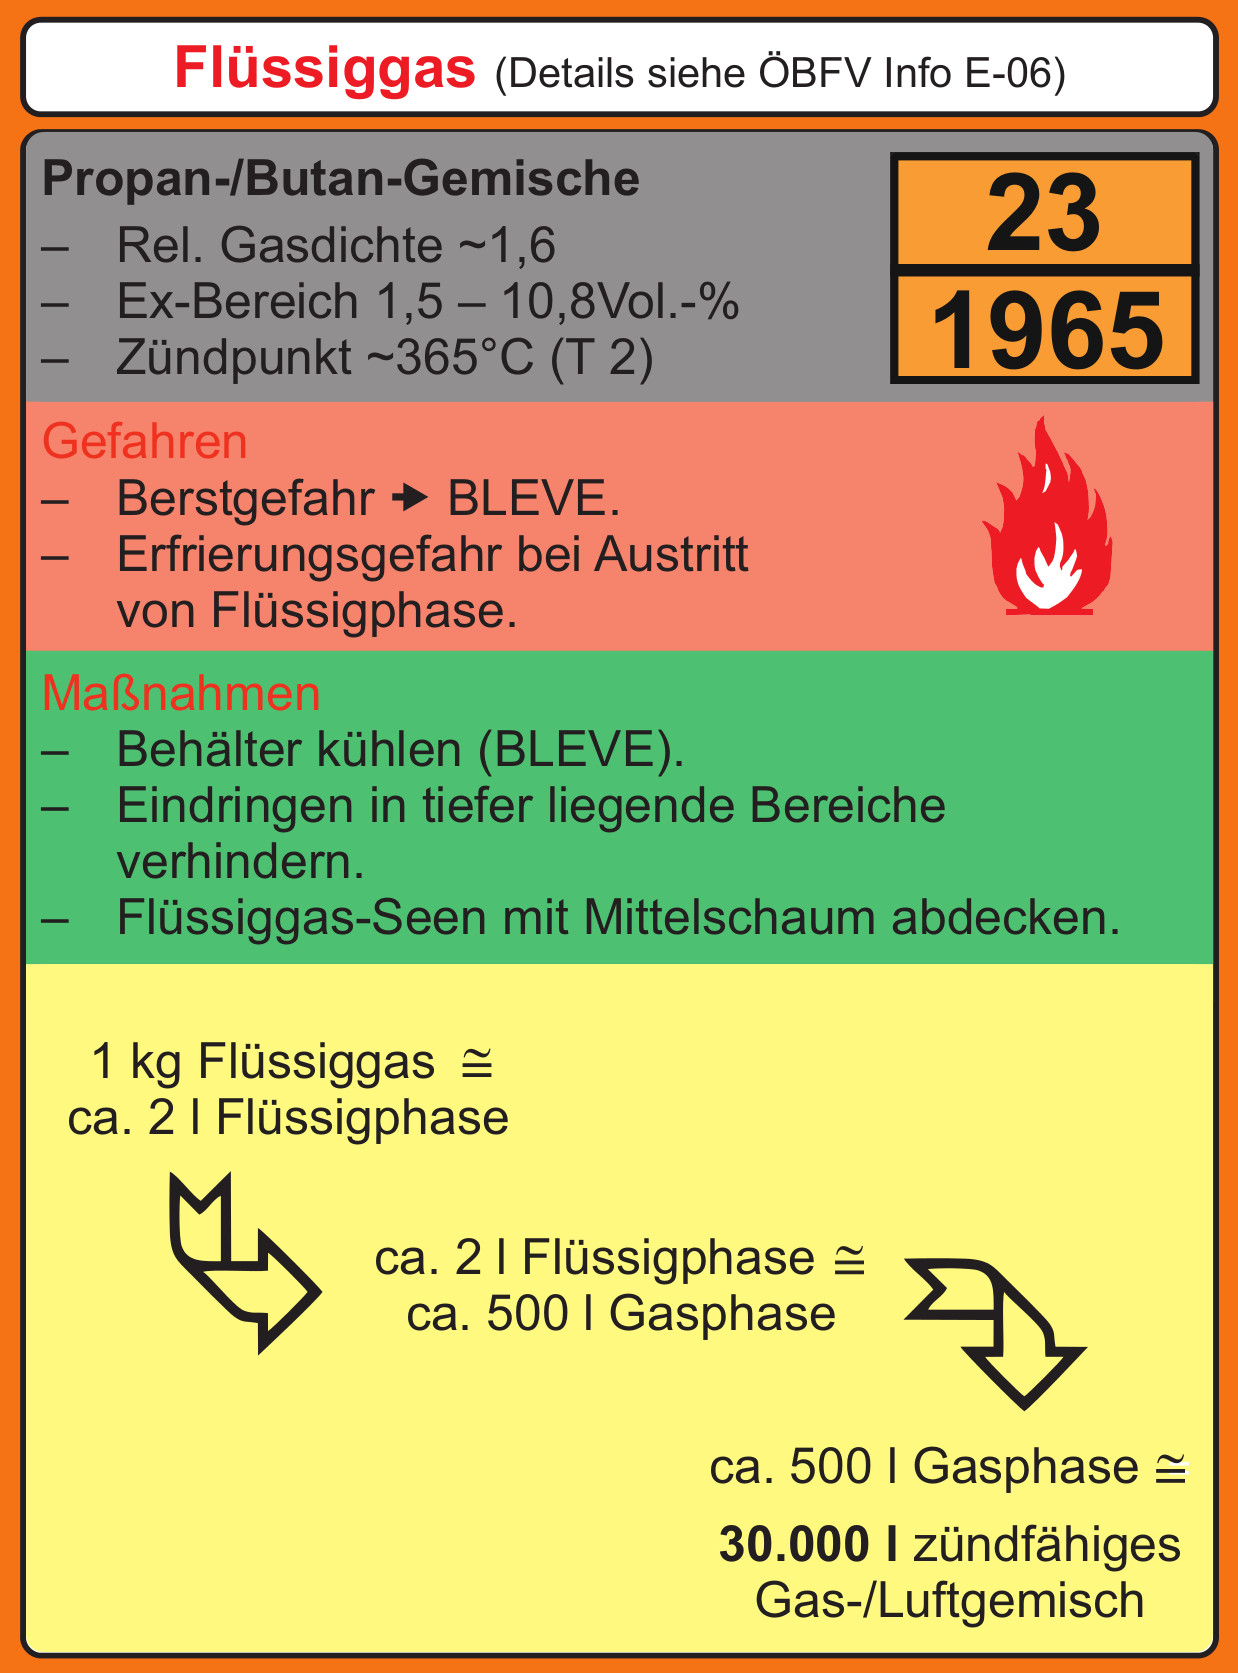 Flüssiggas (Details siehe ÖBFV Info E-06)
Propan-/Butan-Gemische
– Rel. Gasdichte ~1,6
– Ex-Bereich 1,5 – 10,8Vol.-%
– Zündpunkt ~365°C (T 2)
23
1965
Gefahren
– Berstgefahr ➜ BLEVE.
– Erfrierungsgefahr bei Austritt
von Flüssigphase.
Maßnahmen
– Behälter kühlen (BLEVE).
– Eindringen in tiefer liegende Bereiche
verhindern.
– Flüssiggas-Seen mit Mittelschaum abdecken.
1 kg Flüssiggas ≅
ca. 2 l Flüssigphase
ca. 2 l Flüssigphase ≅
ca. 500 l Gasphase
ca. 500 l Gasphase ≅
30.000 l zündfähiges
Gas-/Luftgemisch